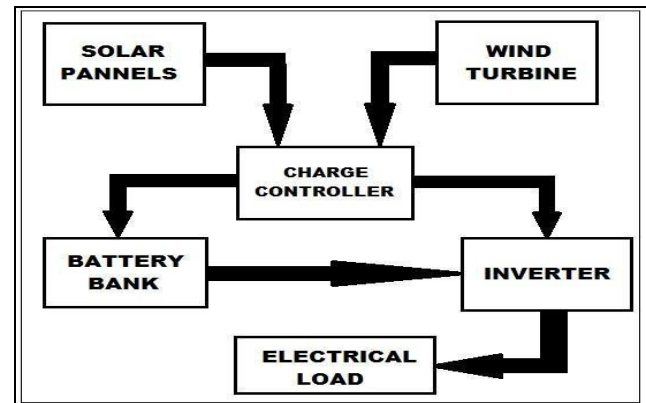 SOLAR
PANNELS
WIND
TURBINE
CHARGE
CONTROLLER
BATTERY
BANK
INVERTER
ELECTRICAL
LOAD